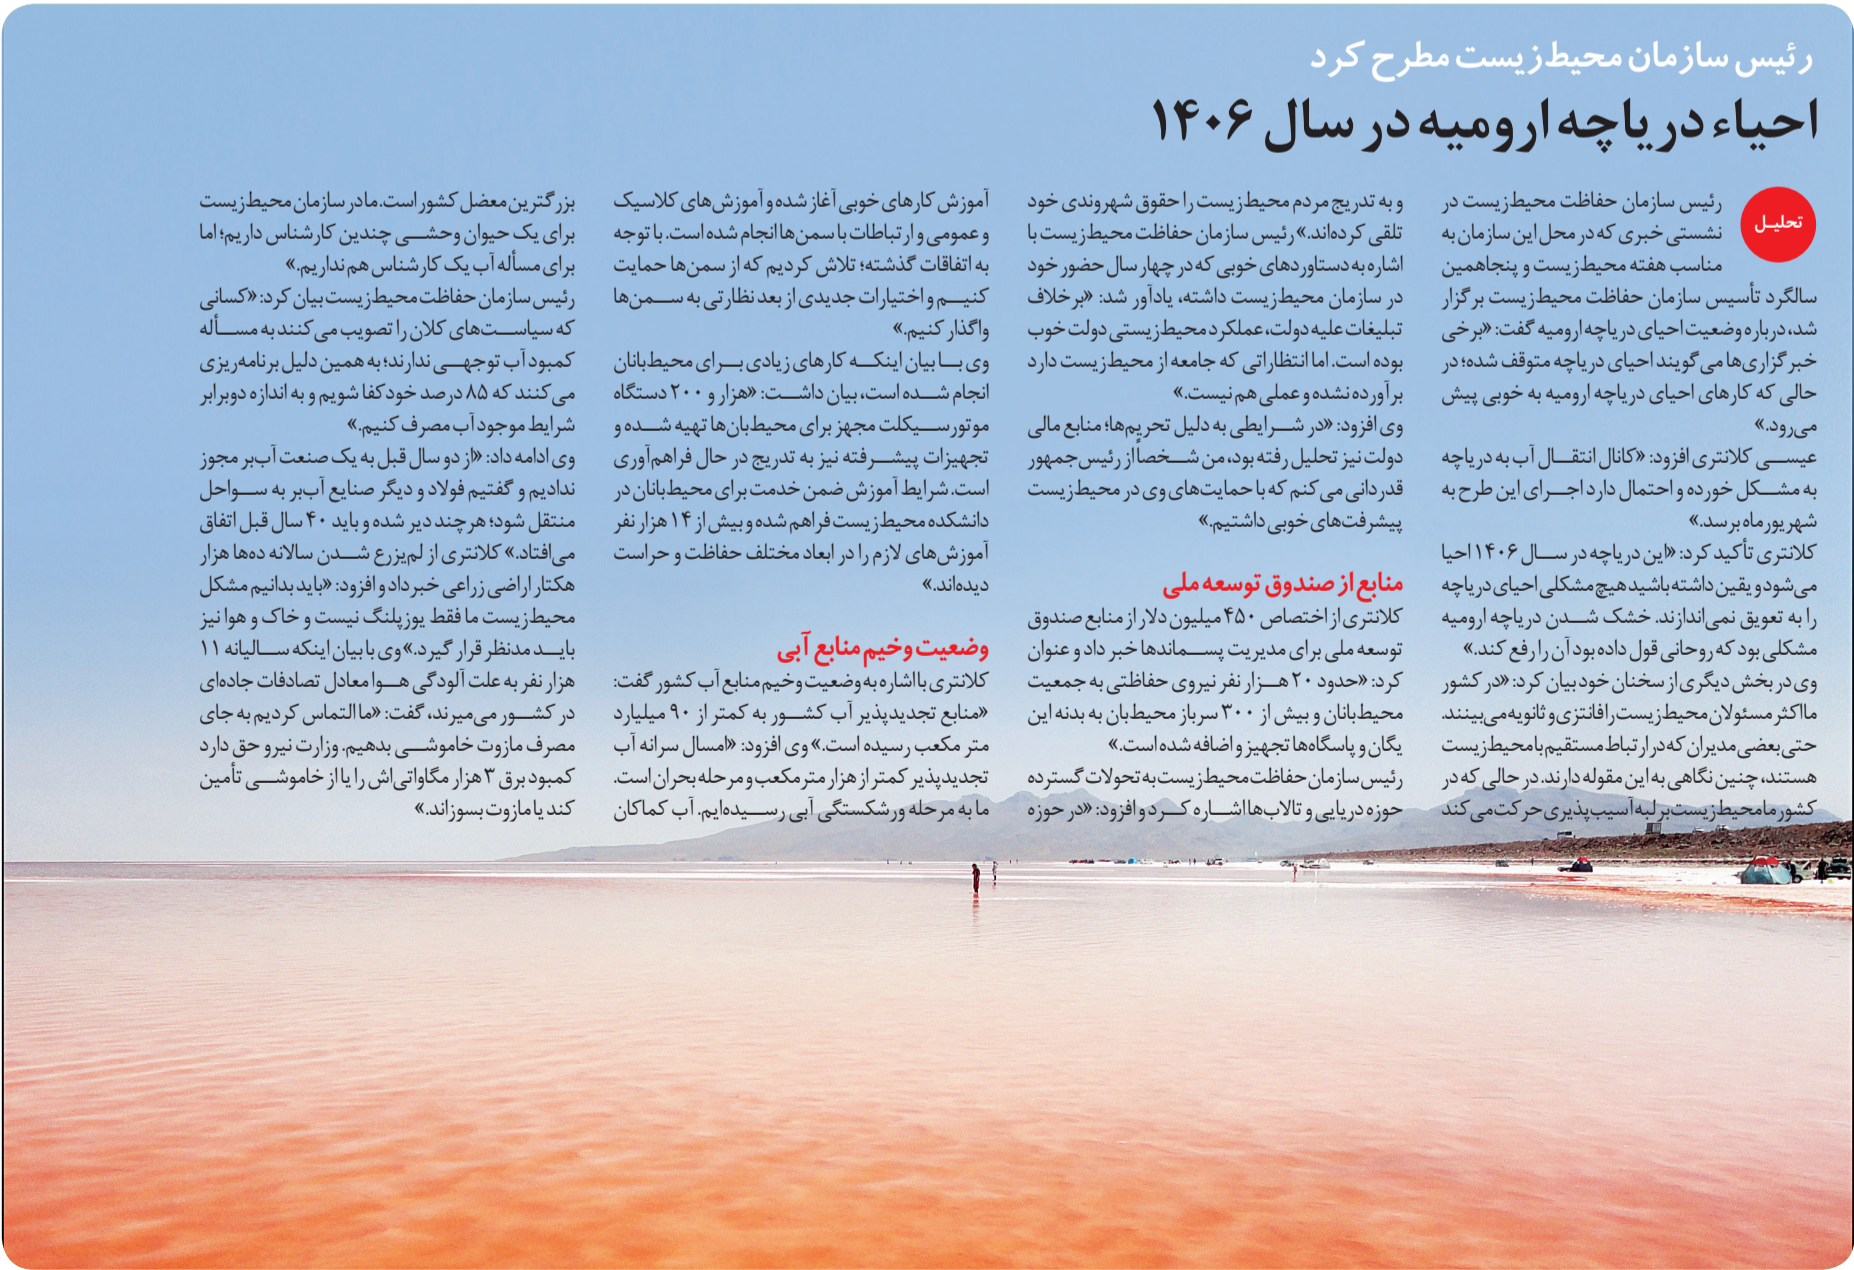 رئیس سازمان محیط‌زیست مطرح کرد
احیاء دریاچه ارومیه در سال ۱۴۰۶
تحلیل
رئیس سازمان حفاظت محیط‌زیست در
نشستی خبری که در محل این سازمان به
مناسب هفته محیط‌زیست و پنجاهمین
سالگرد تأسیس سازمان حفاظت محیط‌زیست برگزار
شد، درباره وضعیت احیای دریاچه ارومیه گفت: «برخی
خبرگزاری‌ها می‌گویند احیای دریاچه متوقف شده؛ در
حالی که کارهای احیای دریاچه ارومیه به خوبی پیش
می‌رود.»
عیسی کلانتری افزود: «کانال انتقال آب به دریاچه
به مشکل خورده و احتمال دارد اجرای این طرح به
شهریورماه برسد.»
کلانتری تأکید کرد: «این دریاچه در سال ۱۴۰۶ احیا
می‌شود و یقین داشته باشید هیچ مشکلی احیای دریاچه
را به تعویق نمی‌اندازند. خشک شدن دریاچه ارومیه
مشکلی بود که روحانی قول داده بود آن را رفع کند.»
وی در بخش دیگری از سخنان خود بیان کرد: «در کشور
ما اکثر مسئولان محیط‌زیست را فانتزی و ثانویه می‌بینند.
حتی بعضی مدیران که در ارتباط مستقیم با محیط‌زیست
هستند، چنین نگاهی به این مقوله دارند. در حالی که در
کشور ما محیط‌زیست بر لبه آسیب‌پذیری حرکت می‌کند
و به تدریج مردم محیط‌زیست را حقوق شهروندی خود
تلقی کرده‌اند.» رئیس سازمان حفاظت محیط‌زیست با
اشاره به دستاوردهای خوبی که در چهار سال حضور خود
در سازمان محیط‌زیست داشته، یادآور شد: «برخلاف
تبلیغات علیه دولت، عملکرد محیط‌زیستی دولت خوب
بوده است. اما انتظاراتی که جامعه از محیط‌زیست دارد
برآورده نشده و عملی هم نیست.»
وی افزود: «در شرایطی به دلیل تحریم‌ها؛ منابع مالی
دولت نیز تحلیل رفته بود، من شخصاً از رئیس‌جمهور
قدردانی می‌کنم که با حمایت‌های وی در محیط‌زیست
پیشرفت‌های خوبی داشتیم.»
منابع از صندوق توسعه ملی
کلانتری از اختصاص ۴۵۰ میلیون دلار از منابع صندوق
توسعه ملی برای مدیریت پسماندها خبر داد و عنوان
کرد: «حدود ۲۰ هزار نفر نیروی حفاظتی به جمعیت
محیط‌بانان و بیش از ۳۰۰ سرباز محیط‌بان به بدنه این
یگان و پاسگاه‌ها تجهیز و اضافه شده است.»
رئیس سازمان حفاظت محیط‌زیست به تحولات گسترده
حوزه دریایی و تالاب‌ها اشاره کرد و افزود: «در حوزه
آموزش کارهای خوبی آغاز شده و آموزش‌های کلاسیک
و عمومی و ارتباطات با سمن‌ها انجام شده است. با توجه
به اتفاقات گذشته؛ تلاش کردیم که از سمن‌ها حمایت
کنیم و اختیارات جدیدی از بعد نظارتی به سمن‌ها
واگذار کنیم.»
وی با بیان اینکه کارهای زیادی برای محیط‌بانان
انجام شده است، بیان داشت: «هزار و ۲۰۰ دستگاه
موتورسیکلت مجهز برای محیط‌بان‌ها تهیه شده و
تجهیزات پیشرفته نیز به تدریج در حال فراهم‌آوری
است. شرایط آموزش ضمن خدمت برای محیط‌بانان در
دانشکده محیط‌زیست فراهم شده و بیش از ۱۴ هزار نفر
آموزش‌های لازم را در ابعاد مختلف حفاظت و حراست
دیده‌اند.»
وضعیت وخیم منابع آبی
کلانتری با اشاره به وضعیت وخیم منابع آب کشور گفت:
«منابع تجدیدپذیر آب کشور به کمتر از ۹۰ میلیارد
متر مکعب رسیده است.» وی افزود: «امسال سرانه آب
تجدیدپذیر کمتر از هزار متر مکعب و مرحله بحران است.
ما به مرحله ورشکستگی آبی رسیده‌ایم. آب کماکان
بزرگترین معضل کشور است. ما در سازمان محیط‌زیست
برای یک حیوان وحشی چندین کارشناس داریم؛ اما
برای مسأله آب یک کارشناس هم نداریم.»
رئیس سازمان حفاظت محیط‌زیست بیان کرد: «کسانی
که سیاست‌های کلان را تصویب می‌کنند به مسأله
کمبود آب توجهی ندارند؛ به همین دلیل برنامه‌ریزی
می‌کنند که ۸۵ درصد خودکفا شویم و به اندازه دوبرابر
شرایط موجود آب مصرف کنیم.»
وی ادامه داد: «از دو سال قبل به یک صنعت آب‌بر مجوز
ندادیم و گفتیم فولاد و دیگر صنایع آب‌بر به سواحل
منتقل شود؛ هرچند دیر شده و باید ۴۰ سال قبل اتفاق
می‌افتاد.» کلانتری از لم‌یزرع شدن سالانه ده‌ها هزار
هکتار اراضی زراعی خبر داد و افزود: «باید بدانیم مشکل
محیط‌زیست ما فقط یوزپلنگ نیست و خاک و هوا نیز
باید مدنظر قرار گیرد.» وی با بیان اینکه سالیانه ۱۱
هزار نفر به علت آلودگی هوا معادل تصادفات جاده‌ای
در کشور می‌میرند، گفت: «ما التماس کردیم به جای
مصرف مازوت خاموشی بدهیم. وزارت نیرو حق دارد
کمبود برق ۳ هزار مگاواتی‌اش را یا از خاموشی تأمین
کند یا مازوت بسوزاند.»